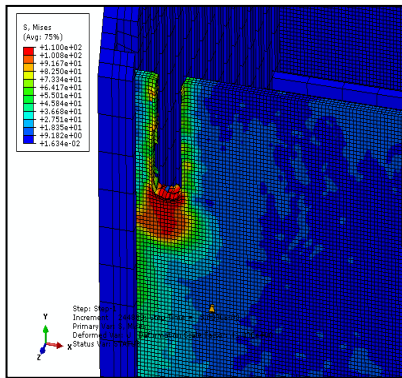 S, Mises
(Avg: 75%)
+1.100e+02
+1.008e+02
+9.167e+01
+8.250e+01
+7.334e+01
+6.417e+01
+5.501e+01
+4.584e+01
+3.668e+01
+2.751e+01
+1.835e+01
+9.182e+00
+1.634e-02
Y
X
Z
Step:
Increment
Primary
Status